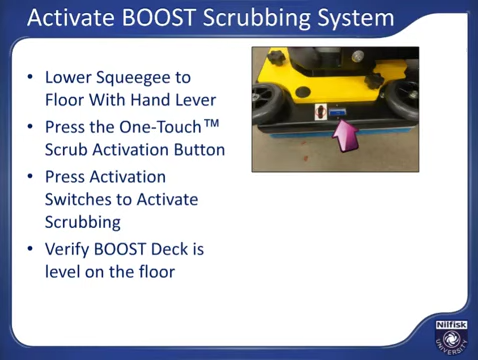 Activate BOOST Scrubbing System
• Lower Squeegee to
Floor With Hand Lever
• Press the One-Touch™
Scrub Activation Button
• Press Activation
Switches to Activate
Scrubbing
• Verify BOOST Deck is
level on the floor
Nilfisk
UNIVERSITY